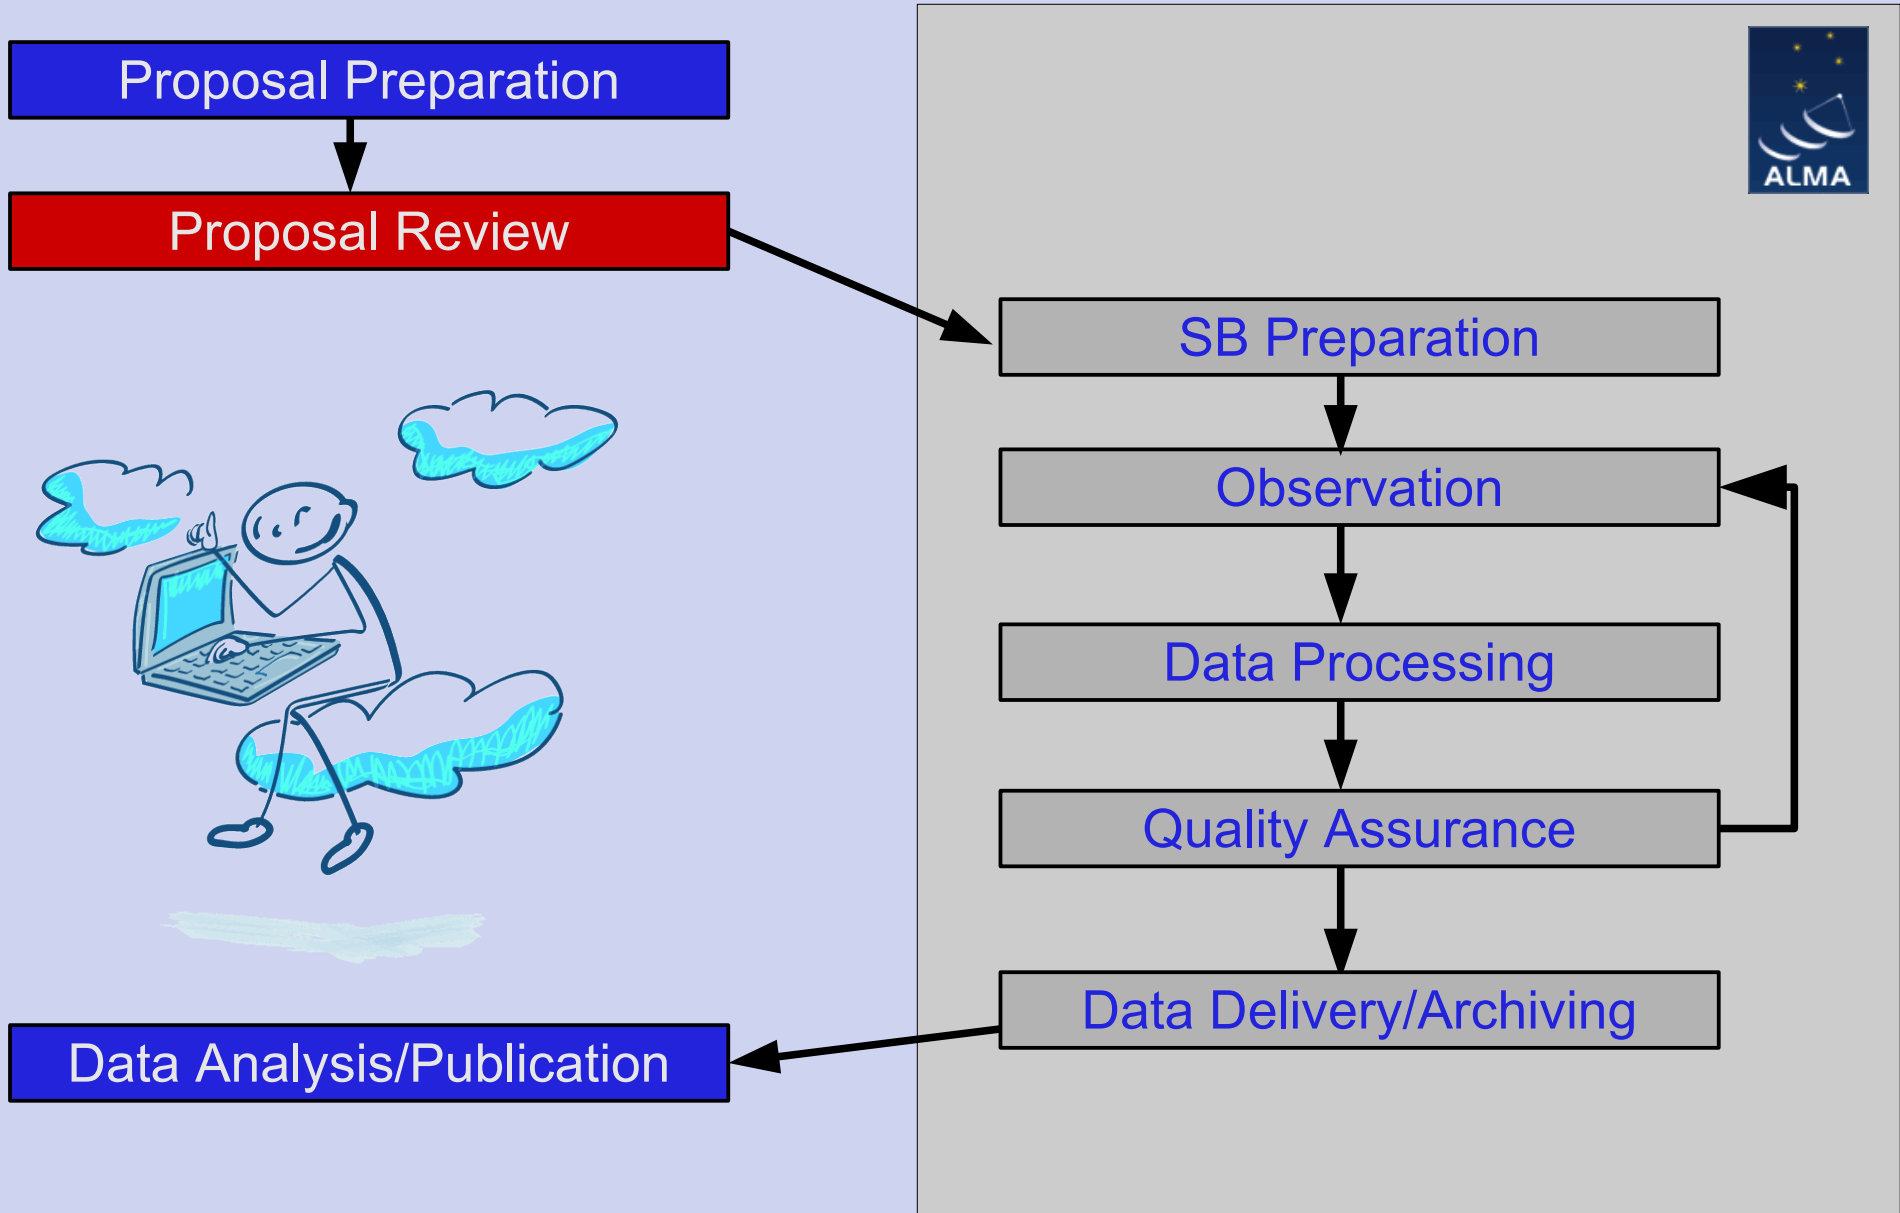 Proposal Preparation
Proposal Review
ALMA
SB Preparation
Observation
Data Processing
Quality Assurance
Data Delivery/Archiving
Data Analysis/Publication